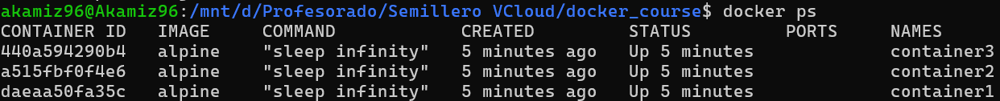 akamiz96@Akamiz96:/mnt/d/Profesorado/Semillero VCloud/docker_course$ docker ps
CONTAINER ID   IMAGE     COMMAND            CREATED         STATUS         PORTS     NAMES
440a594290b4   alpine    "sleep infinity"   5 minutes ago   Up 5 minutes             container3
a515fbf0f4e6   alpine    "sleep infinity"   5 minutes ago   Up 5 minutes             container2
daeaa50fa35c   alpine    "sleep infinity"   5 minutes ago   Up 5 minutes             container1